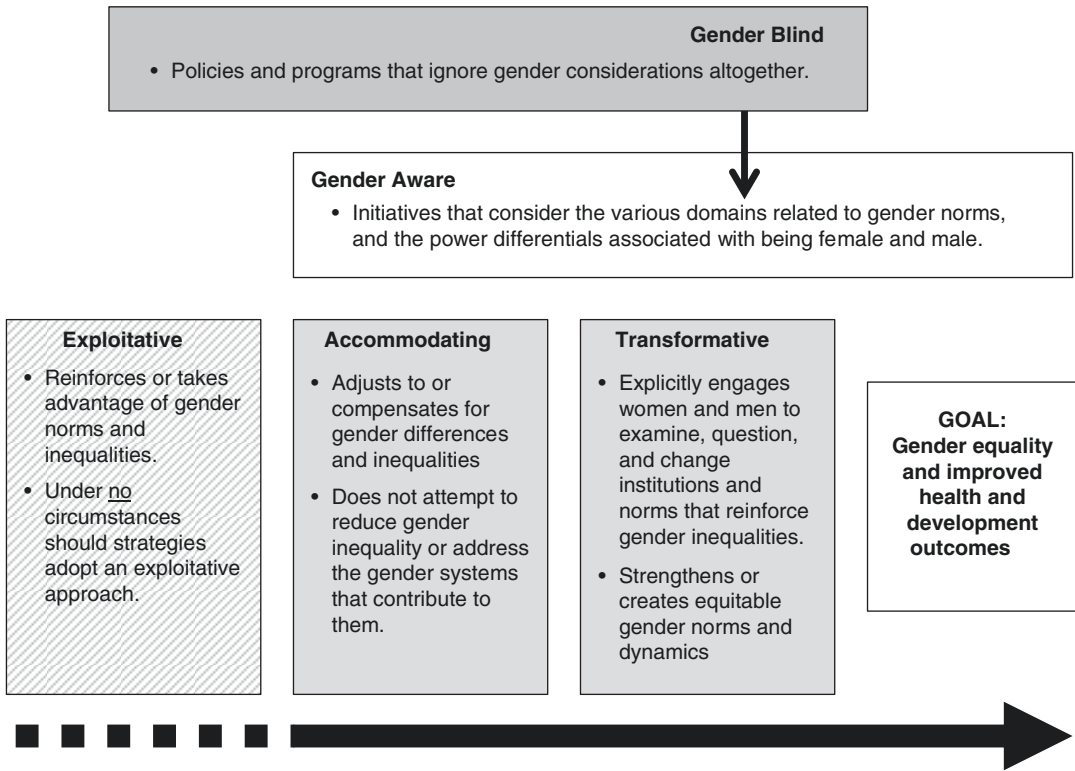 Gender Blind
• Policies and programs that ignore gender considerations altogether.
Gender Aware
• Initiatives that consider the various domains related to gender norms,
and the power differentials associated with being female and male.
Exploitative
• Reinforces or takes
advantage of gender
norms and
inequalities.
• Under no
circumstances
should strategies
adopt an exploitative
approach.
Accommodating
• Adjusts to or
compensates for
gender differences
and inequalities
• Does not attempt to
reduce gender
inequality or address
the gender systems
that contribute to
them.
Transformative
• Explicitly engages
women and men to
examine, question,
and change
institutions and
norms that reinforce
gender inequalities.
• Strengthens or
creates equitable
gender norms and
dynamics
GOAL:
Gender equality
and improved
health and
development
outcomes